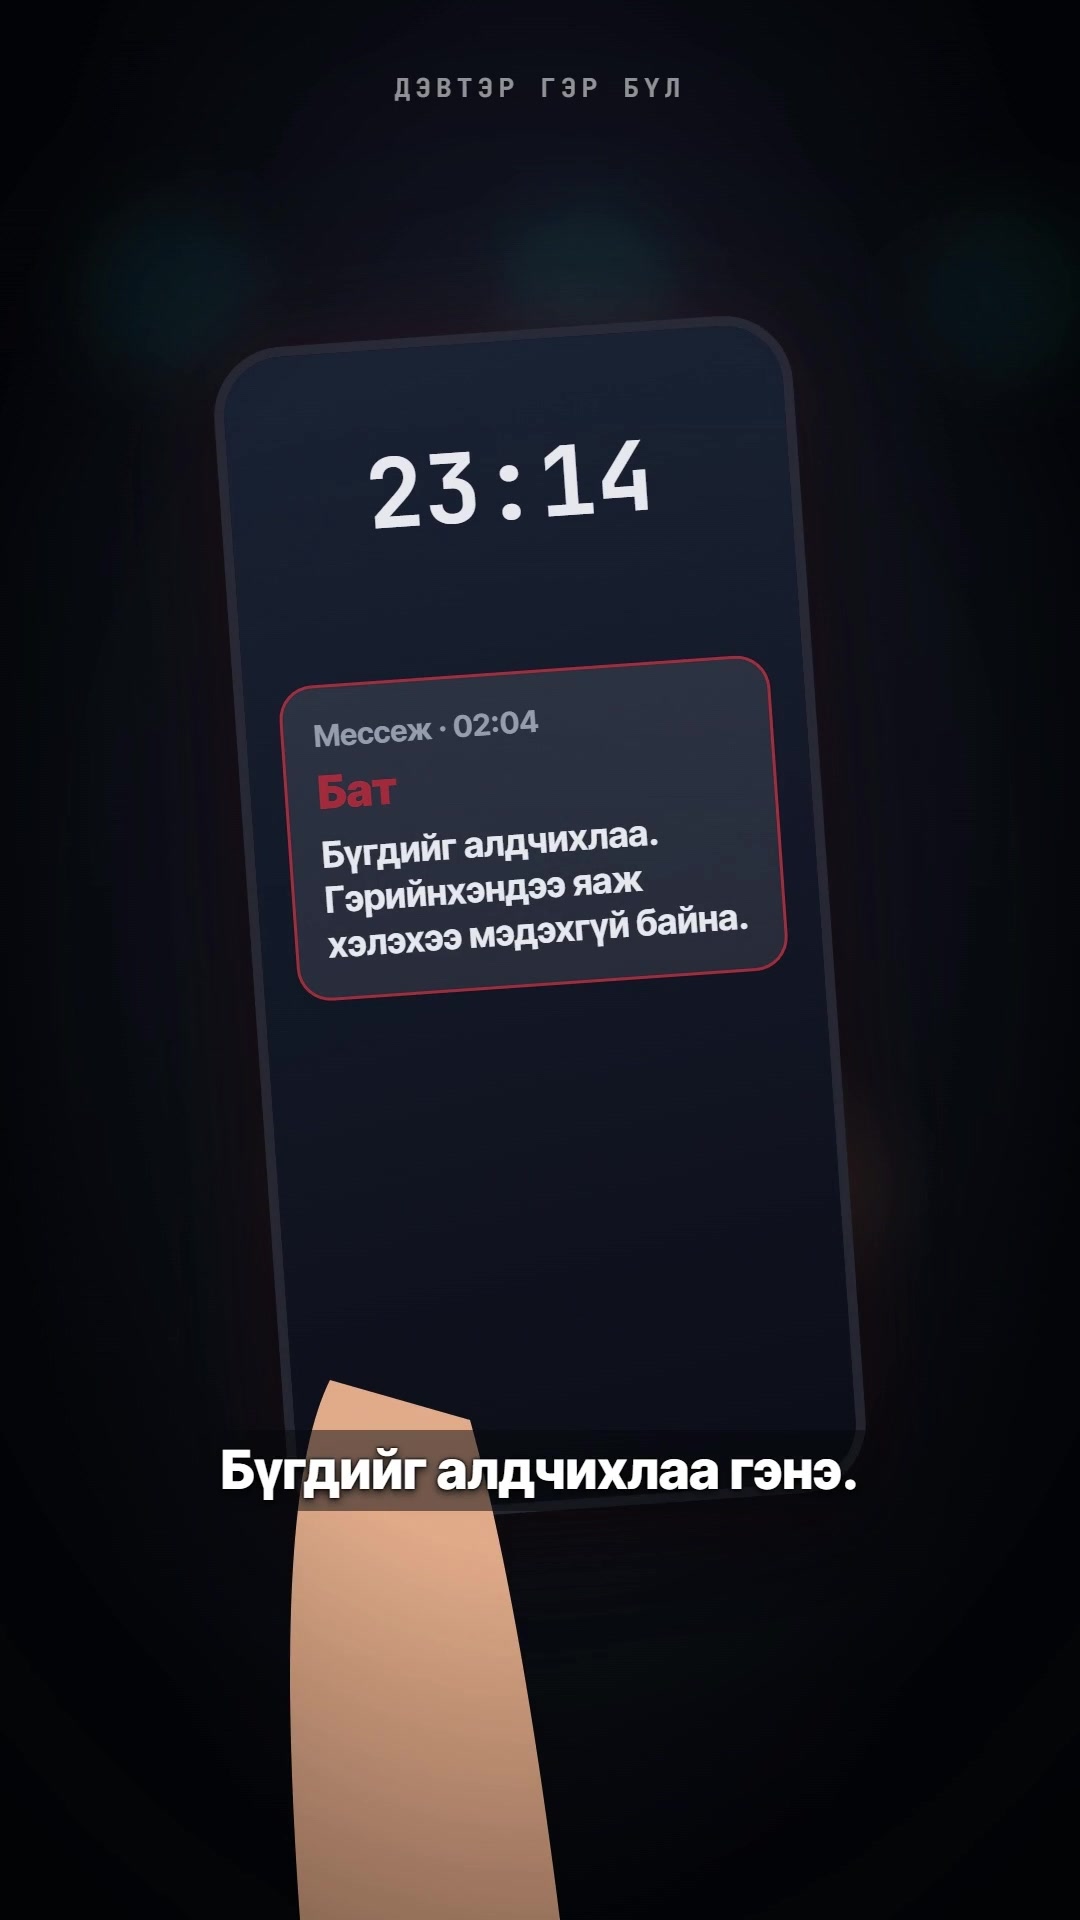 ДЭВТЭР ГЭР БҮЛ
23:14
Мессеж · 02:04
Бат
Бүгдийг алдчихлаа.
Гэрийнхэндээ яаж
хэлэхээ мэдэхгүй байна.
Бүгдийг алдчихлаа гэнэ.